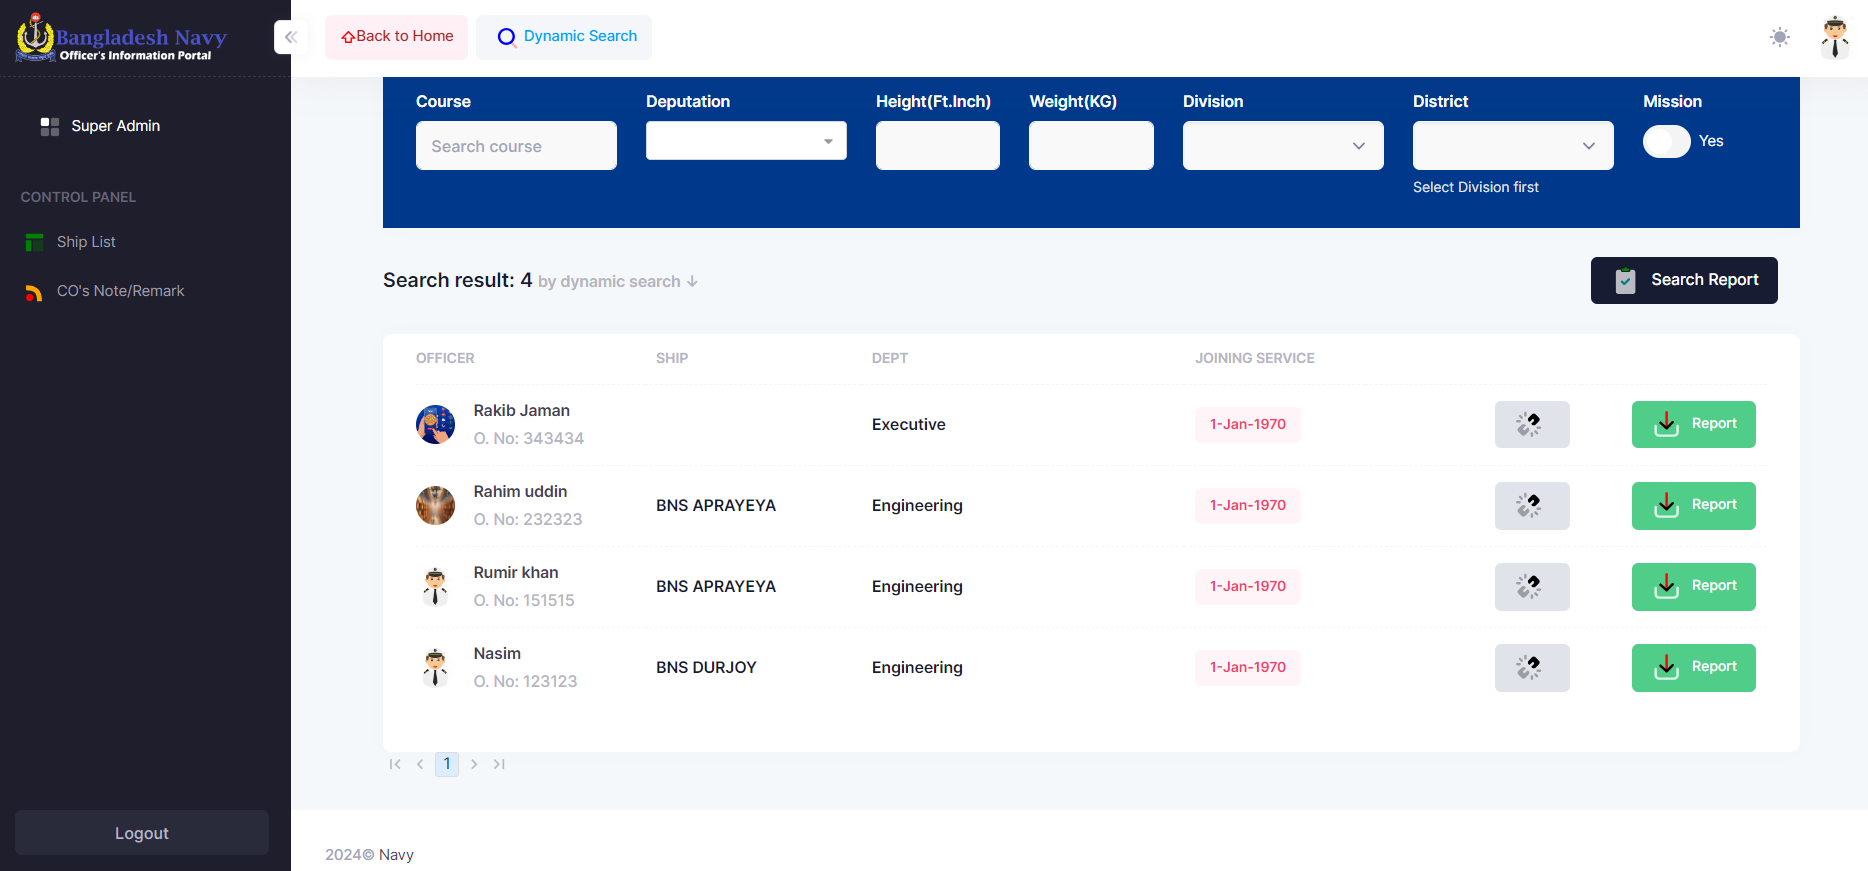 Bangladesh Navy
Officer's Information Portal
Back to Home
Dynamic Search
Super Admin
CONTROL PANEL
Ship List
CO's Note/Remark
Logout
Course
Deputation
Height(Ft.Inch)
Weight(KG)
Division
District
Mission
Search course
Yes
Select Division first
Search result: 4 by dynamic search
Search Report
OFFICER SHIP DEPT JOINING SERVICE
Rakib Jaman
O. No: 343434
Executive
1-Jan-1970
Report
Rahim uddin
O. No: 232323
BNS APRAYEYA
Engineering
1-Jan-1970
Report
Rumir khan
O. No: 151515
BNS APRAYEYA
Engineering
1-Jan-1970
Report
Nasim
O. No: 123123
BNS DURJOY
Engineering
1-Jan-1970
Report
1
2024© Navy